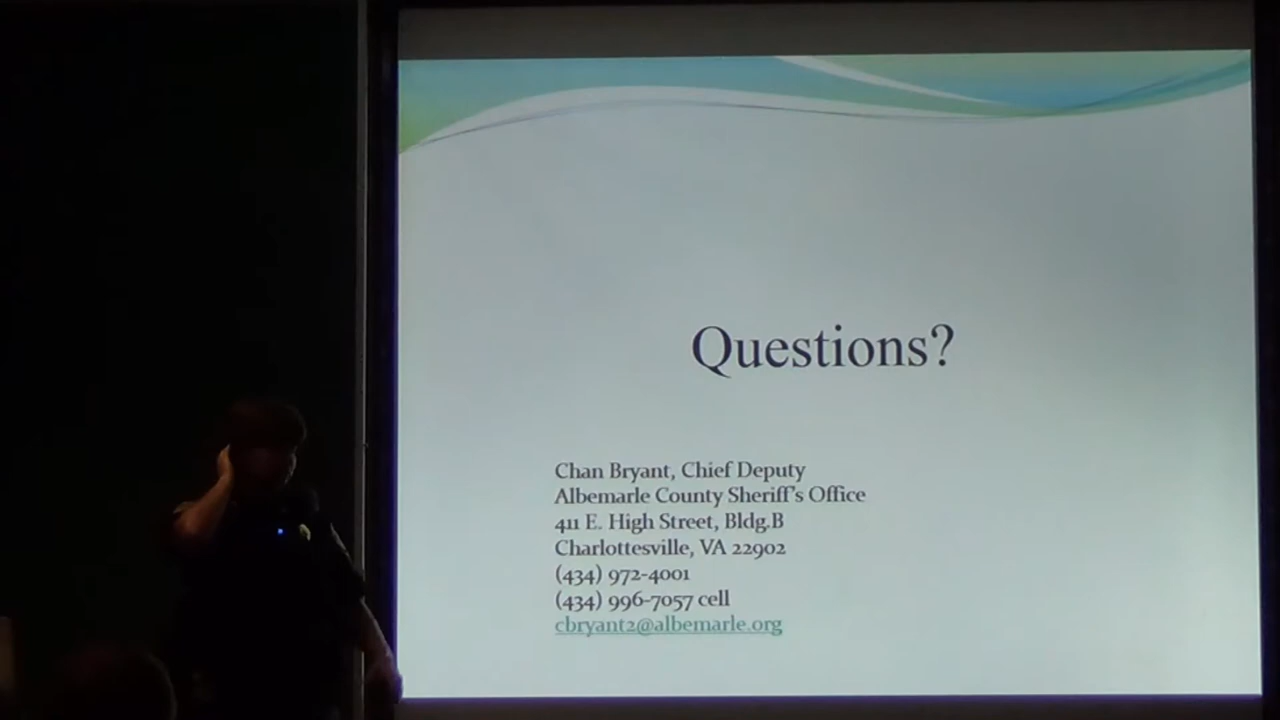 Questions?
Chan Bryant, Chief Deputy
Albemarle County Sheriff's Office
411 E. High Street, Bldg.B
Charlottesville, VA 22902
(434) 972-4001
(434) 996-7057 cell
cbryant2@albemarle.org